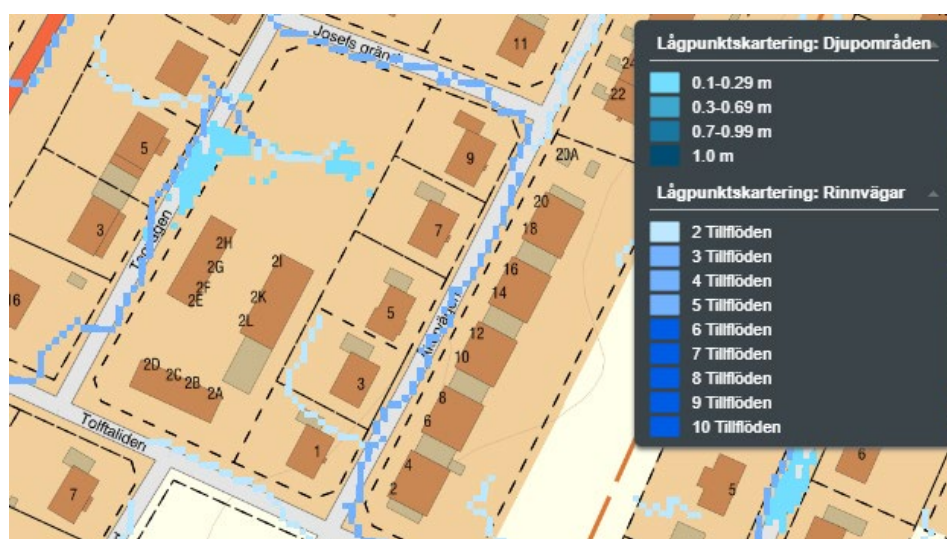 Lågpunktskartering: Djupområden
0.1-0.29 m
0.3-0.69 m
0.7-0.99 m
1.0 m
Lågpunktskartering: Rinnvägar
2 Tillflöden
3 Tillflöden
4 Tillflöden
5 Tillflöden
6 Tillflöden
7 Tillflöden
8 Tillflöden
9 Tillflöden
10 Tillflöden
Josefs gränd
11
24
22
5
9
20A
20
18
3
7
2H
2G
2F
2E
2I
2K
2L
16
14
16
5
12
10
3
8
6
2D
2C
2B
2A
Tolftaliden
1
4
2
7
5
6